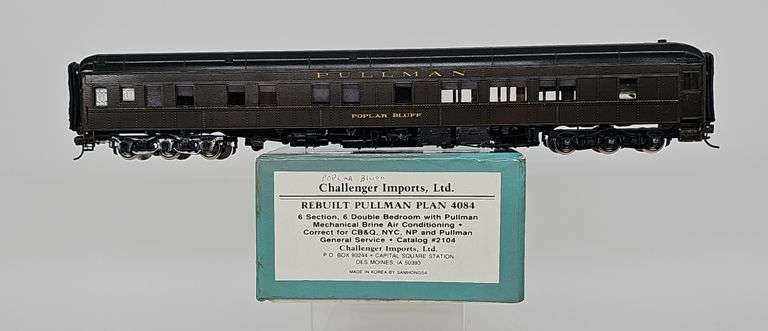 PULLMAN
POPLAR BLUFF
POPLAR BLUFF
Challenger Imports, Ltd.
REBUILT PULLMAN PLAN 4084
6 Section, 6 Double Bedroom with Pullman
Mechanical Brine Air Conditioning •
Correct for CB&Q, NYC, NP and Pullman
General Service • Catalog #2104
Challenger Imports, Ltd.
P.O. BOX 93244 • CAPITAL SQUARE STATION
DES MOINES, IA 50393
MADE IN KOREA BY SAMHONGSA